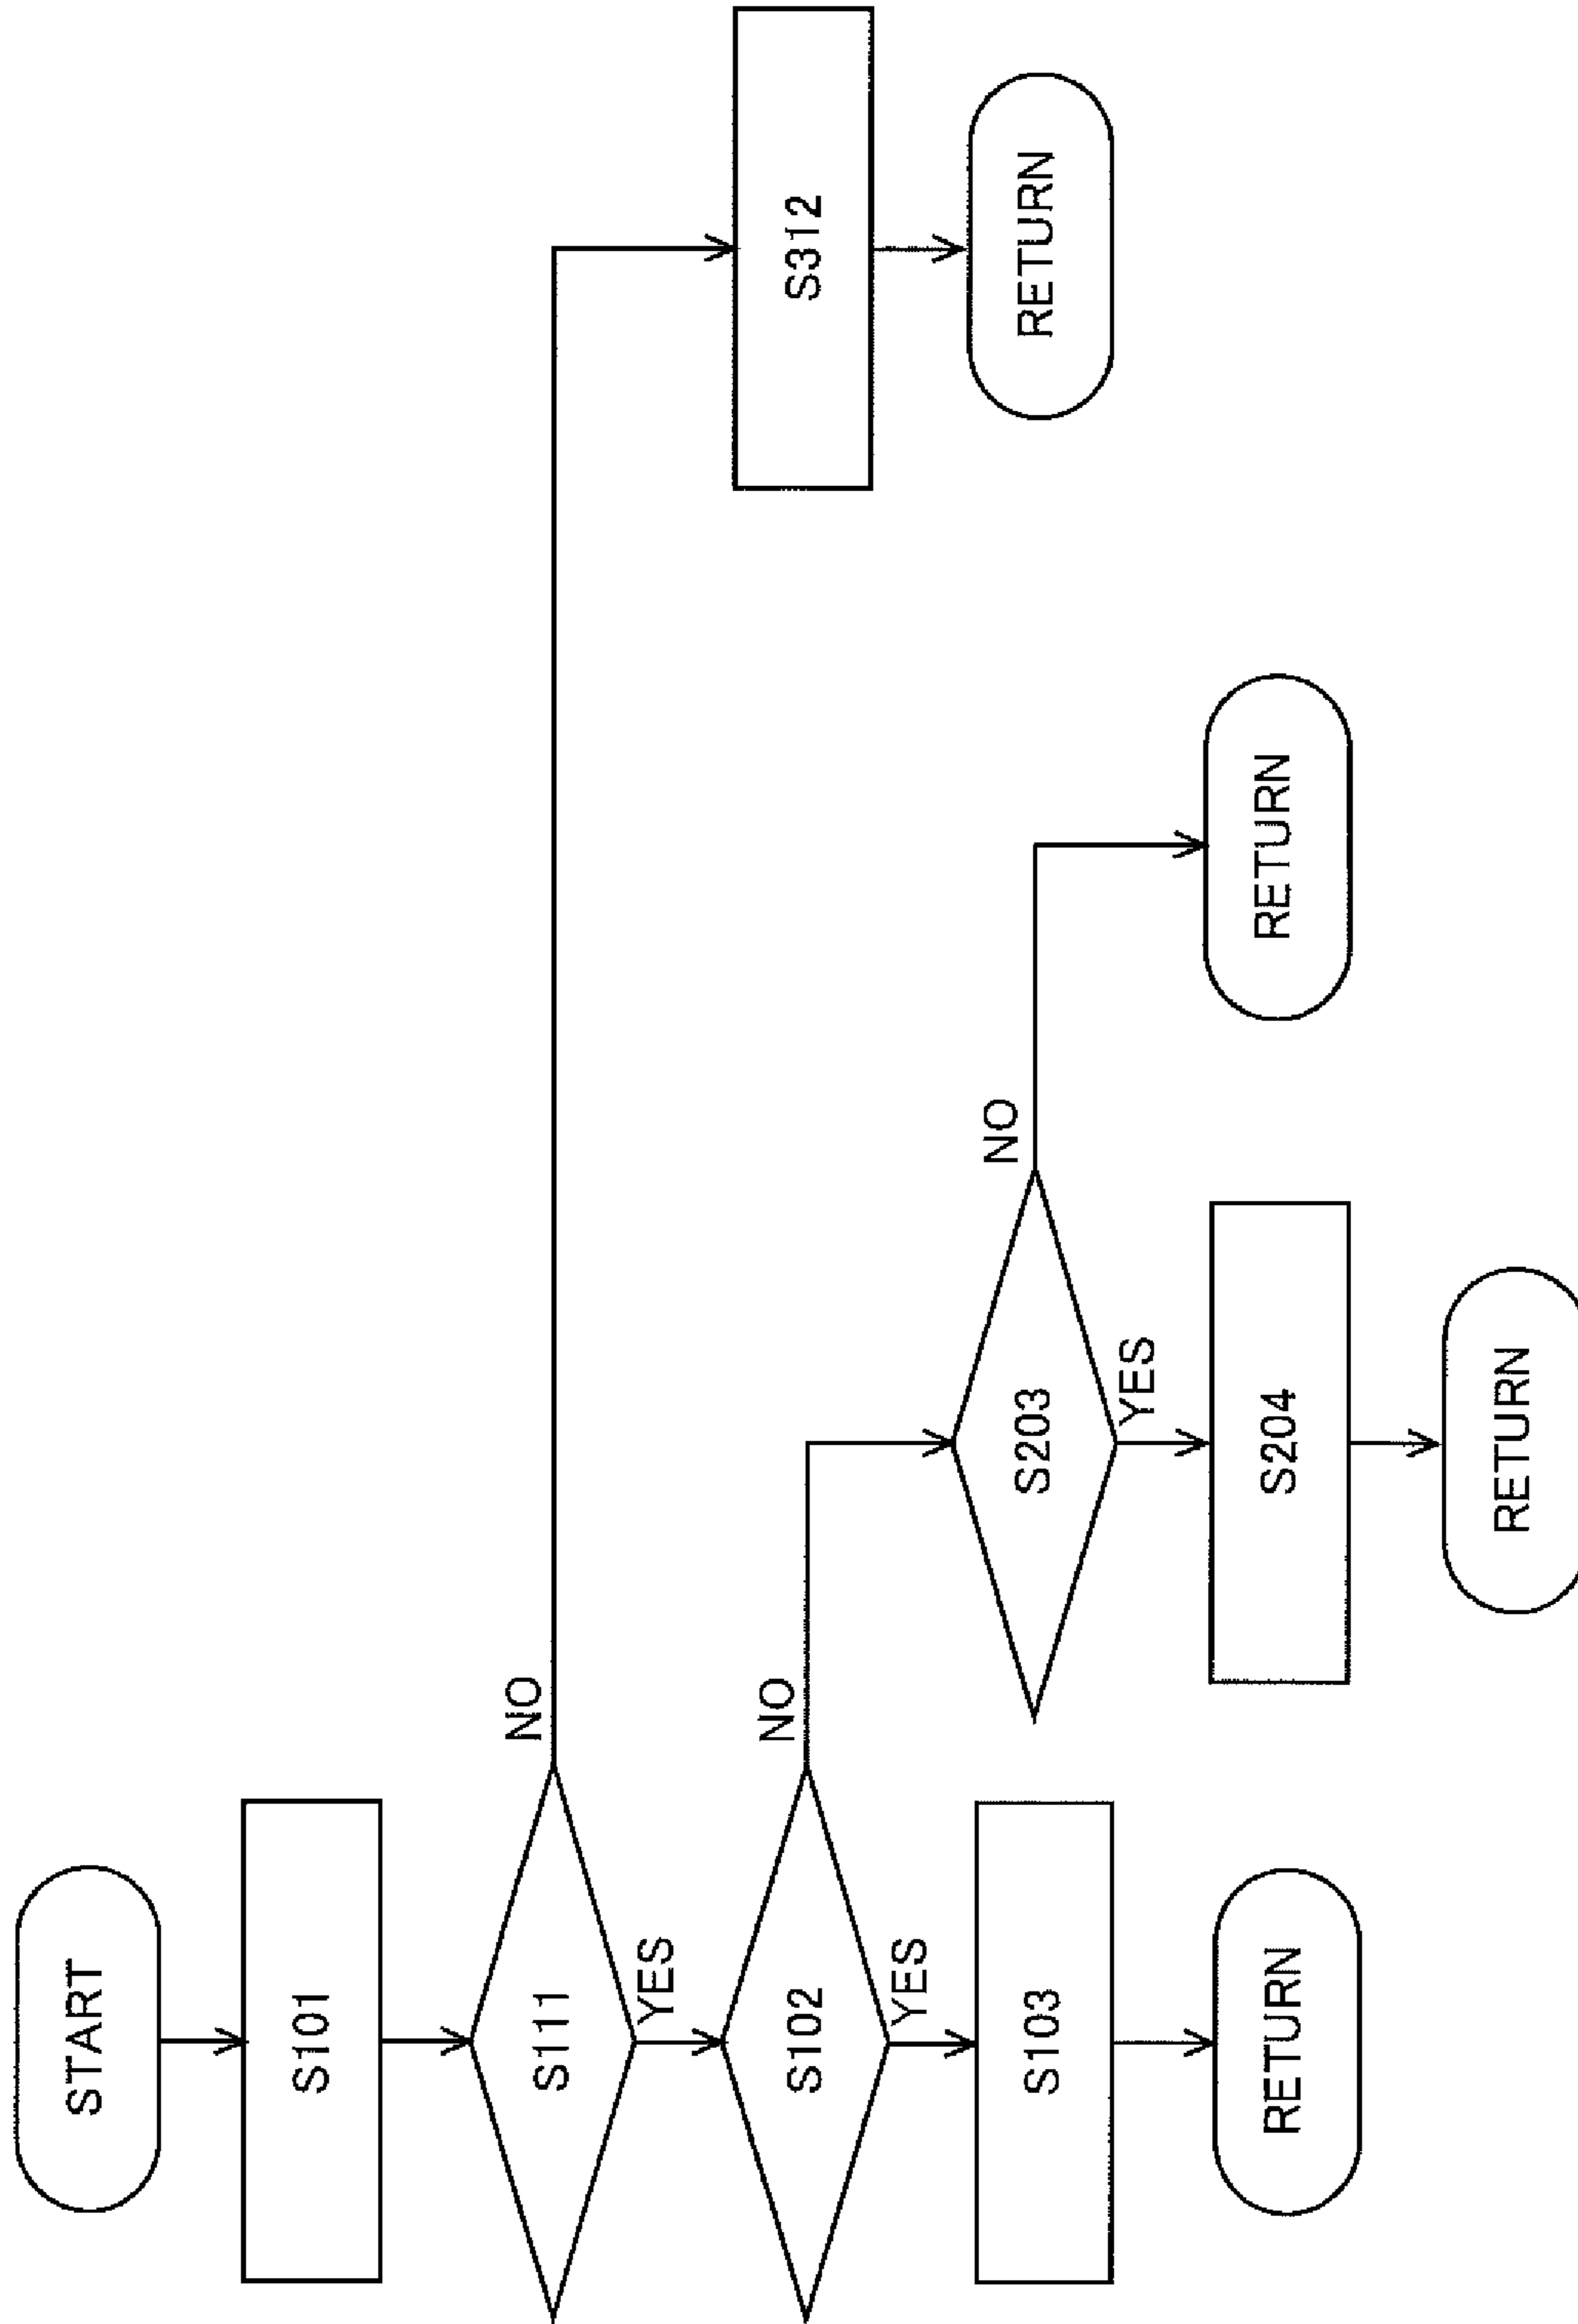 START
S101
S111
NO
YES
S102
NO
YES
S103
RETURN
S203
NO
YES
S204
RETURN
RETURN
S312
RETURN